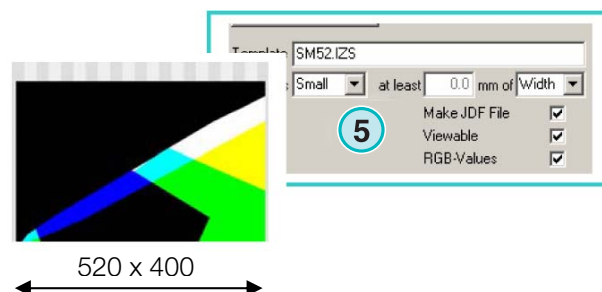 Template SM52.IZS
Small at least 0.0 mm of Width
5
Make JDF File
Viewable
RGB-Values
520 x 400